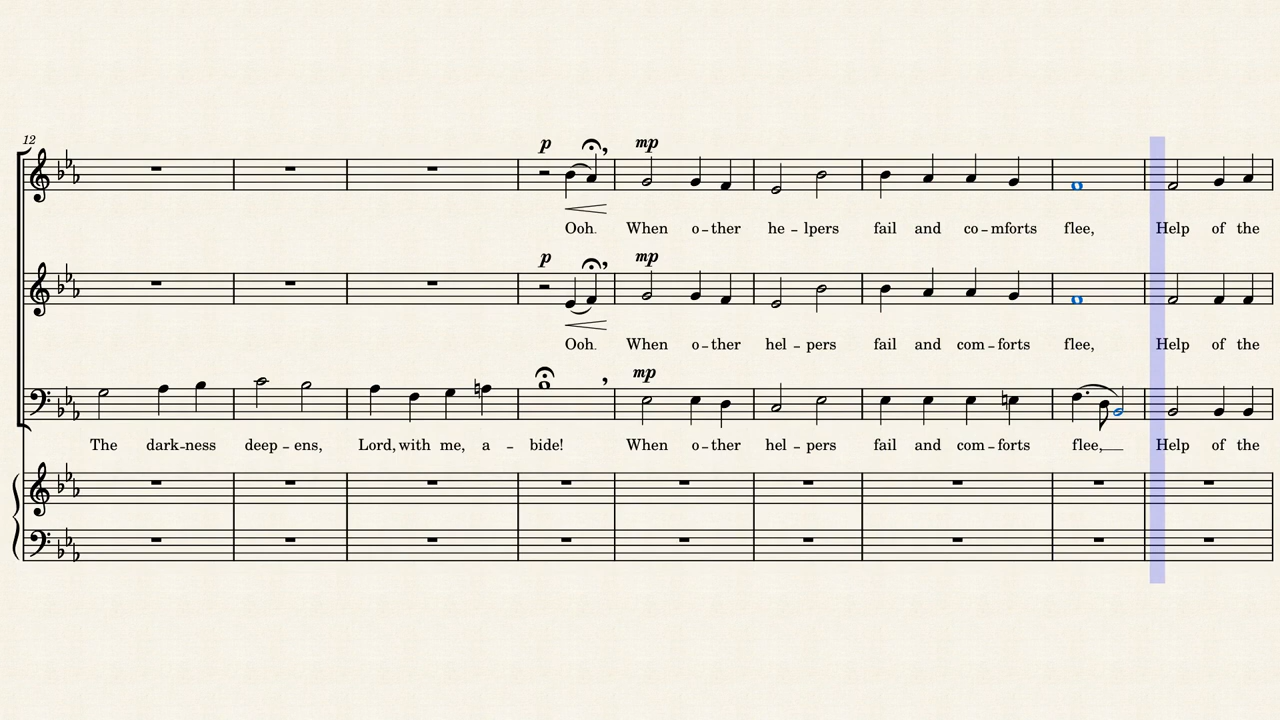 12
p mp
Ooh. When o-ther he-lpers fail and co-mforts flee, Help of the
p mp
Ooh. When o-ther hel-pers fail and com-forts flee, Help of the
mp
The dark-ness deep-ens, Lord, with me, a-bide! When o-ther hel-pers fail and com-forts flee, Help of the